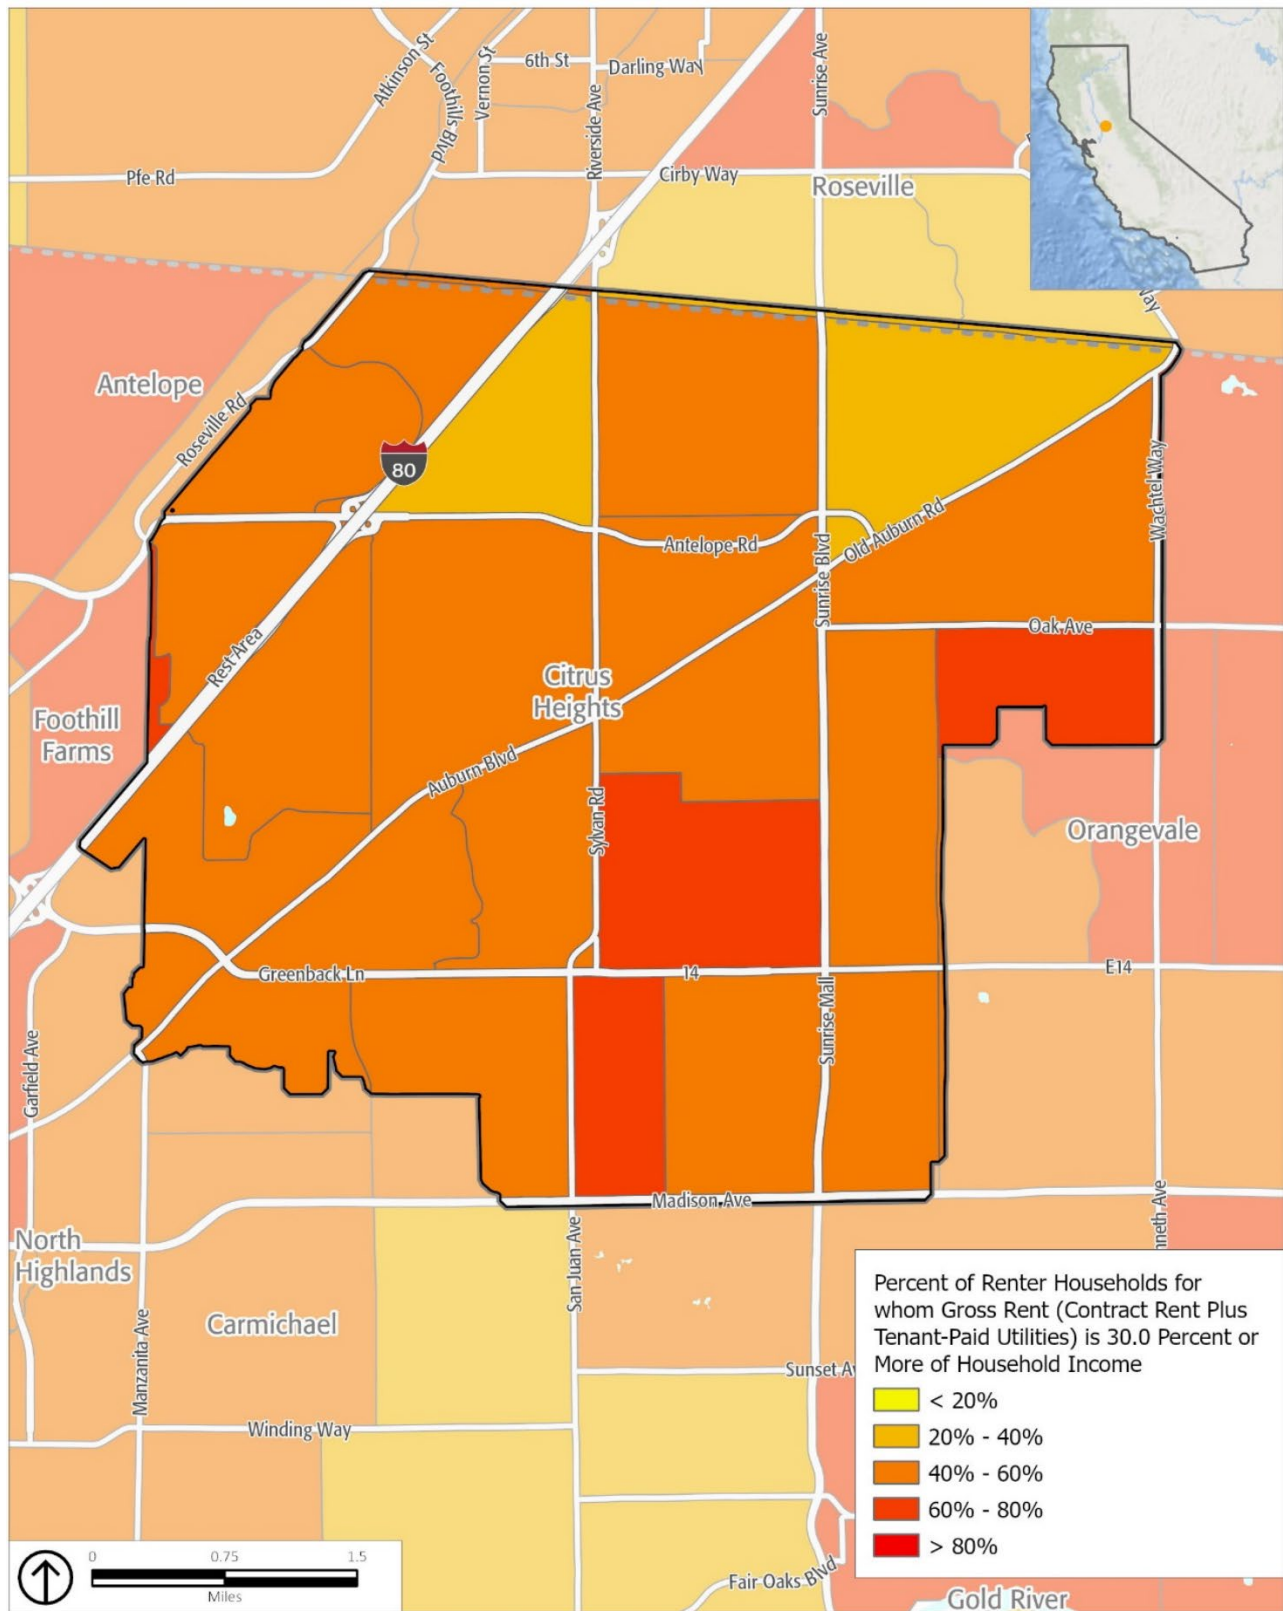 Atkinson St
Foothills Blvd
Vernon St
6th St
Darling Way
Riverside Ave
Sunrise Ave
Pfe Rd
Cirby Way
Roseville
Way
Antelope
Roseville Rd
80
Wachtel Way
Antelope Rd
Old Auburn Rd
Sunrise Blvd
Oak Ave
Rest Area
Citrus
Heights
Foothill
Farms
Auburn Blvd
Sylvan Rd
Orangevale
Greenback Ln
14
E14
Sunrise Mall
Garfield Ave
Madison Ave
North
Highlands
San Juan Ave
nneth Ave
Carmichael
Manzanita Ave
Sunset Av
Winding Way
Fair Oaks Blvd
Gold River
Percent of Renter Households for
whom Gross Rent (Contract Rent Plus
Tenant-Paid Utilities) is 30.0 Percent or
More of Household Income
< 20%
20% - 40%
40% - 60%
60% - 80%
> 80%
0 0.75 1.5
Miles